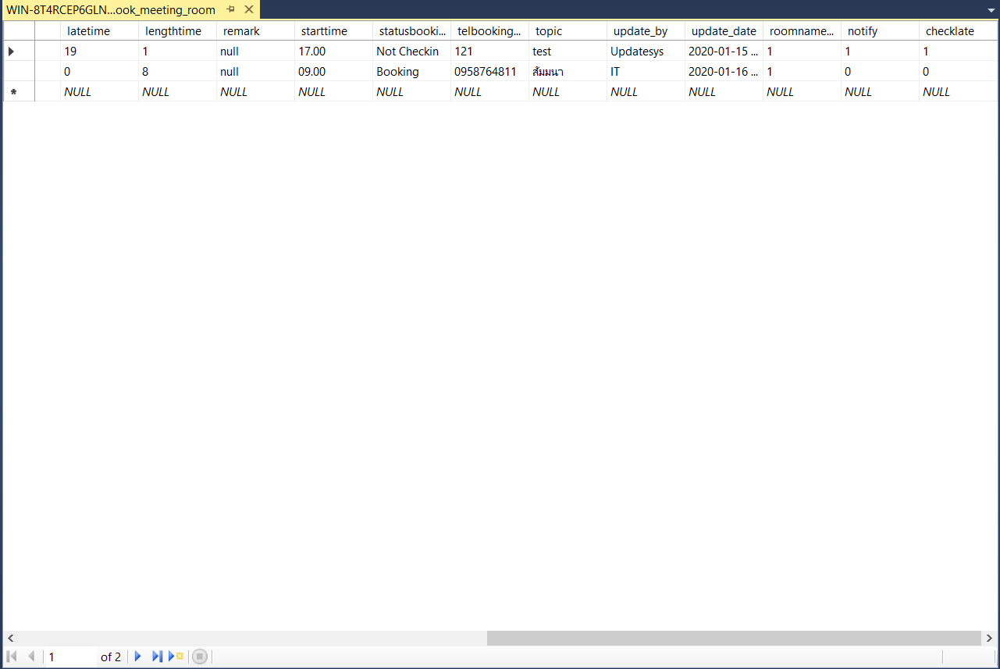 WIN-8T4RCEP6GLN...ook_meeting_room
latetime lengthtime remark starttime statusbooki... telbooking... topic update_by update_date roomname... notify checklate
19 1 null 17.00 Not Checkin 121 test Updatesys 2020-01-15 ... 1 1 1
0 8 null 09.00 Booking 0958764811 สัมมนา IT 2020-01-16 ... 1 0 0
* NULL NULL NULL NULL NULL NULL NULL NULL NULL NULL NULL NULL
1 of 2